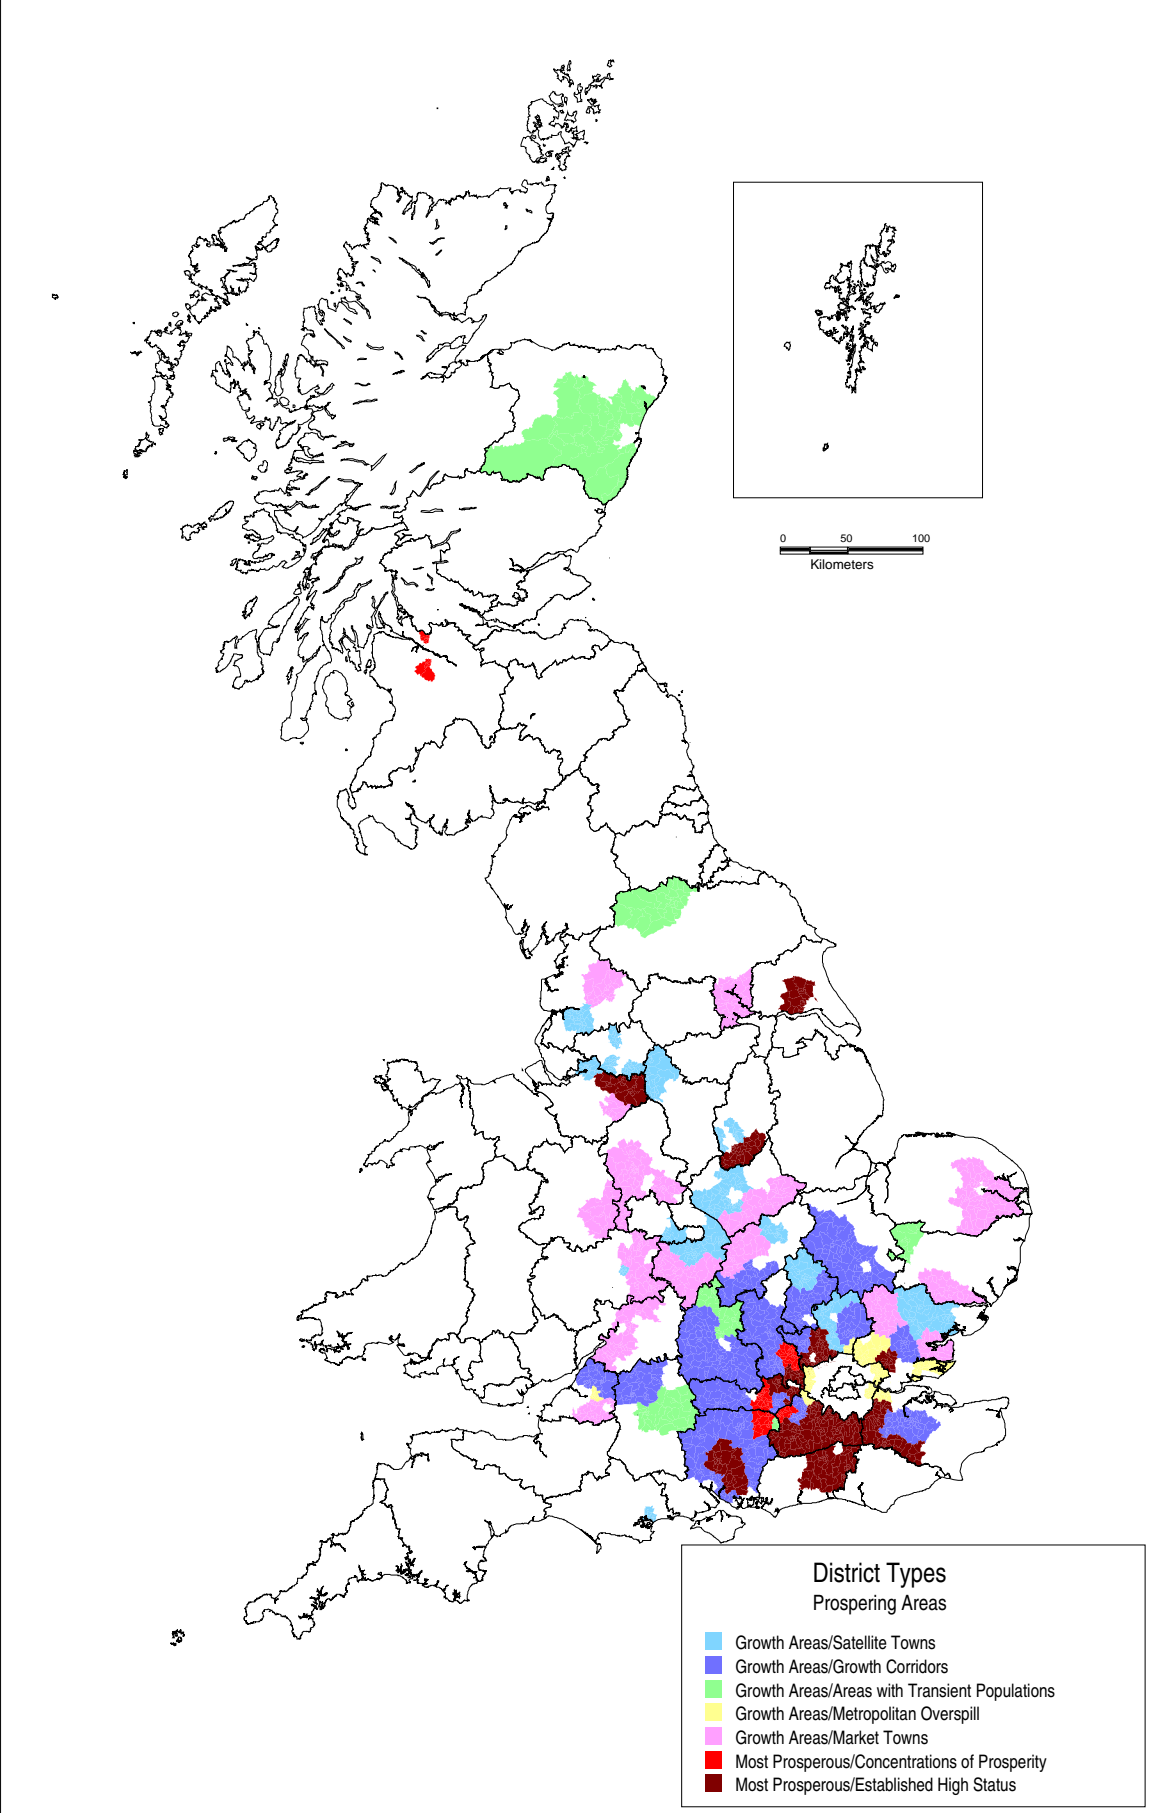 0 50 100
Kilometers
District Types
Prospering Areas
Growth Areas/Satellite Towns
Growth Areas/Growth Corridors
Growth Areas/Areas with Transient Populations
Growth Areas/Metropolitan Overspill
Growth Areas/Market Towns
Most Prosperous/Concentrations of Prosperity
Most Prosperous/Established High Status